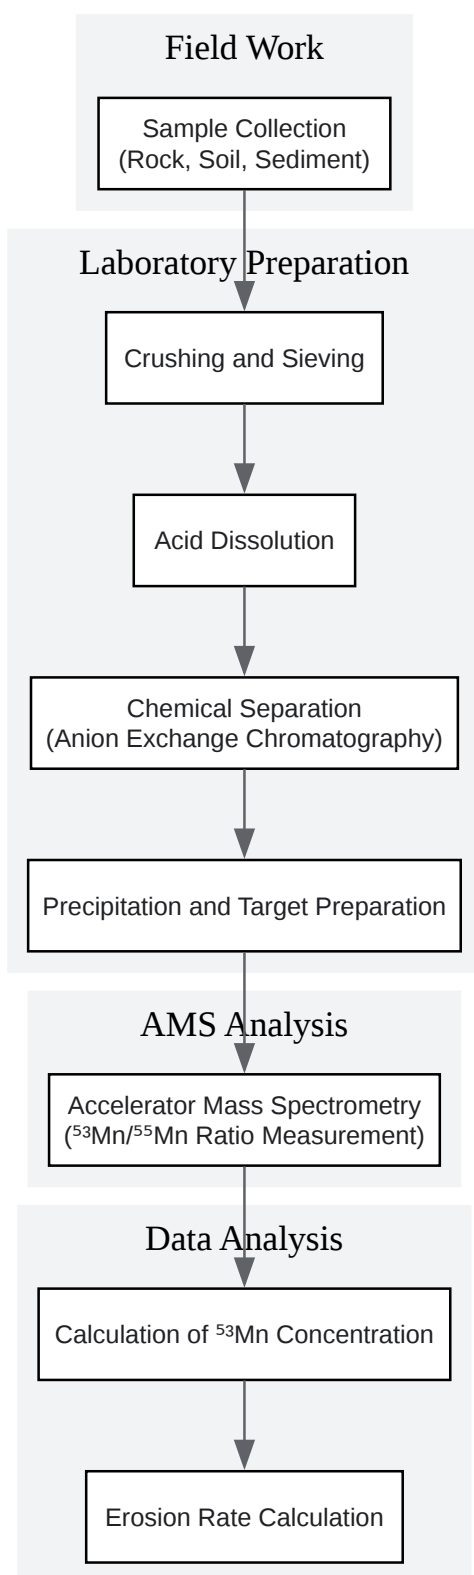 Field Work
Sample Collection
(Rock, Soil, Sediment)
Laboratory Preparation
Crushing and Sieving
Acid Dissolution
Chemical Separation
(Anion Exchange Chromatography)
Precipitation and Target Preparation
AMS Analysis
Accelerator Mass Spectrometry
(⁵³Mn/⁵⁵Mn Ratio Measurement)
Data Analysis
Calculation of ⁵³Mn Concentration
Erosion Rate Calculation